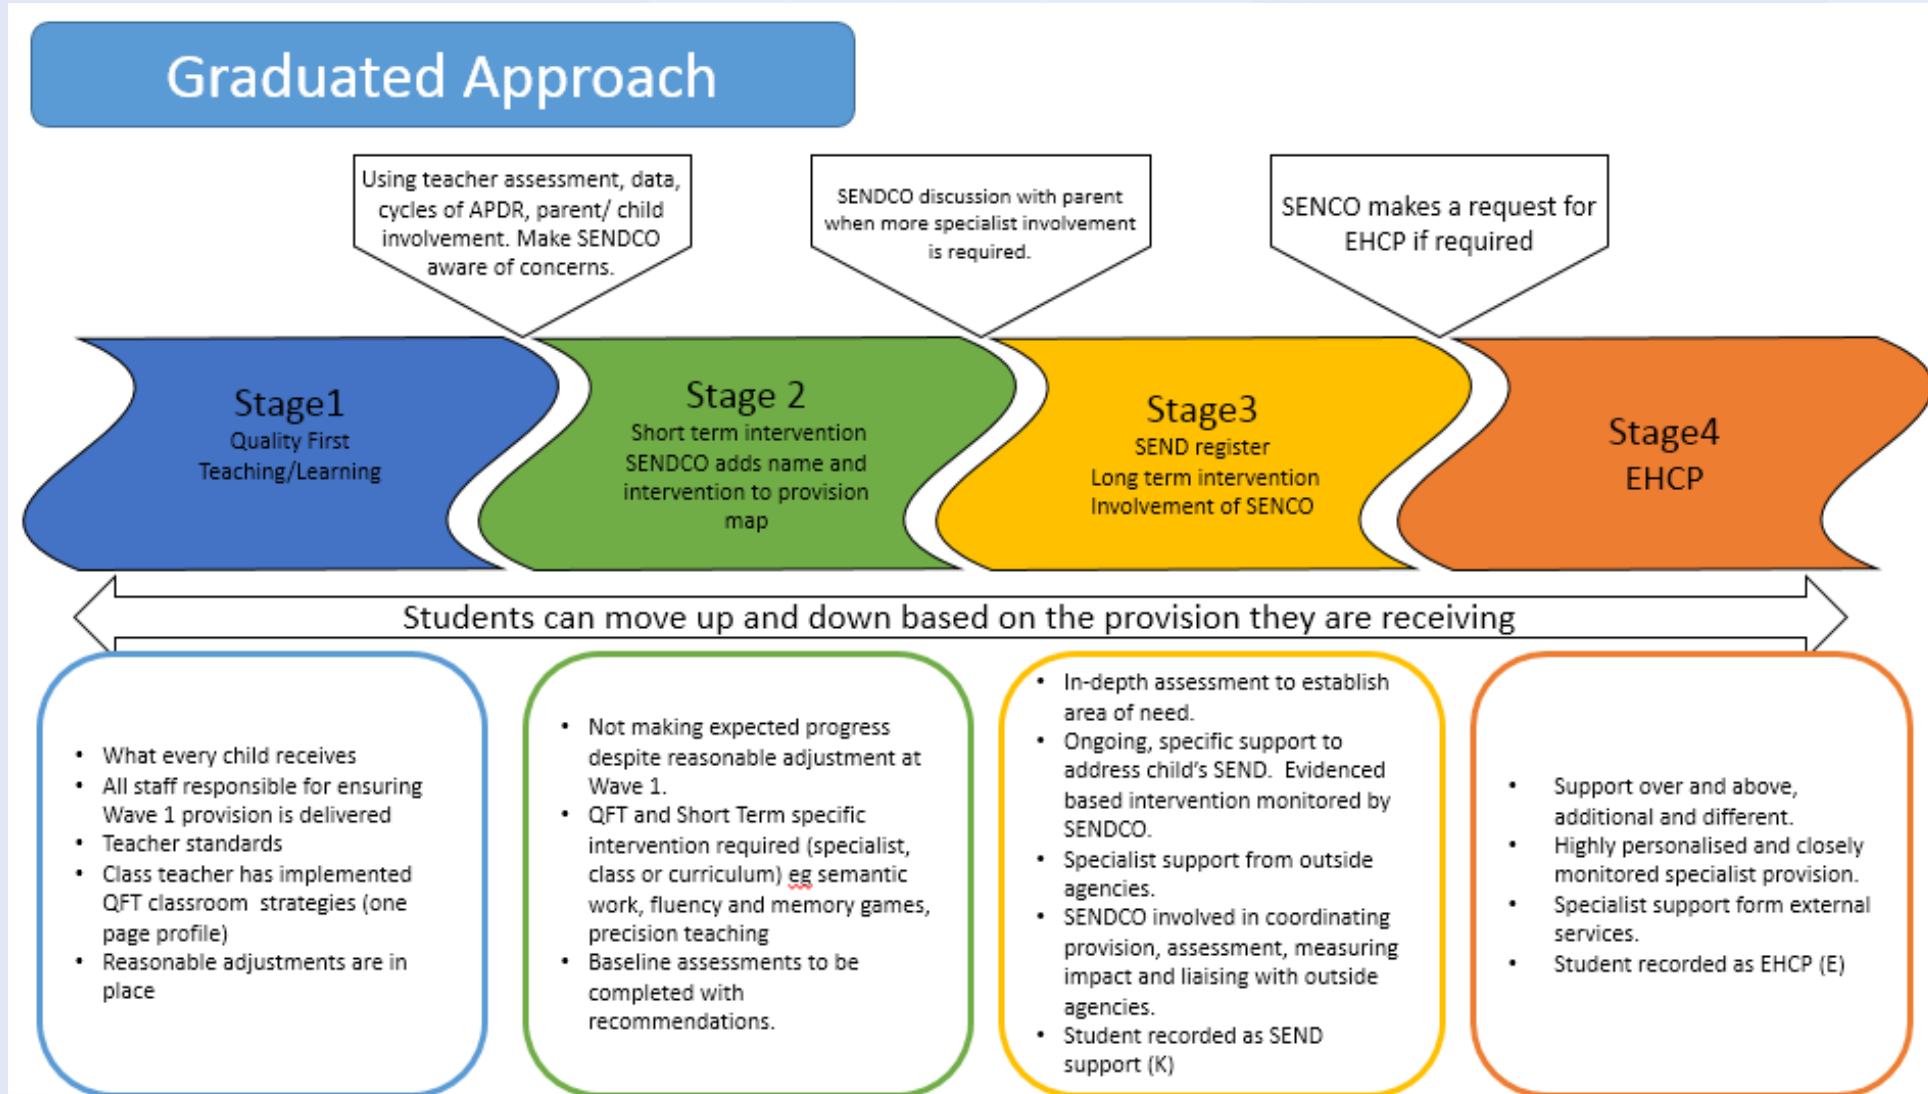 Graduated Approach
Using teacher assessment, data,
cycles of APDR, parent/ child
involvement. Make SENDCO
aware of concerns.
SENDCO discussion with parent
when more specialist involvement
is required.
SENCO makes a request for
EHCP if required
Stage1
Quality First
Teaching/Learning
Stage 2
Short term intervention
SENDCO adds name and
intervention to provision
map
Stage3
SEND register
Long term intervention
Involvement of SENCO
Stage4
EHCP
Students can move up and down based on the provision they are receiving
• What every child receives
• All staff responsible for ensuring
Wave 1 provision is delivered
• Teacher standards
• Class teacher has implemented
QFT classroom strategies (one
page profile)
• Reasonable adjustments are in
place
• Not making expected progress
despite reasonable adjustment at
Wave 1.
• QFT and Short Term specific
intervention required (specialist,
class or curriculum) eg semantic
work, fluency and memory games,
precision teaching
• Baseline assessments to be
completed with
recommendations.
• In-depth assessment to establish
area of need.
• Ongoing, specific support to
address child's SEND. Evidenced
based intervention monitored by
SENDCO.
• Specialist support from outside
agencies.
• SENDCO involved in coordinating
provision, assessment, measuring
impact and liaising with outside
agencies.
• Student recorded as SEND
support (K)
• Support over and above,
additional and different.
• Highly personalised and closely
monitored specialist provision.
• Specialist support form external
services.
• Student recorded as EHCP (E)